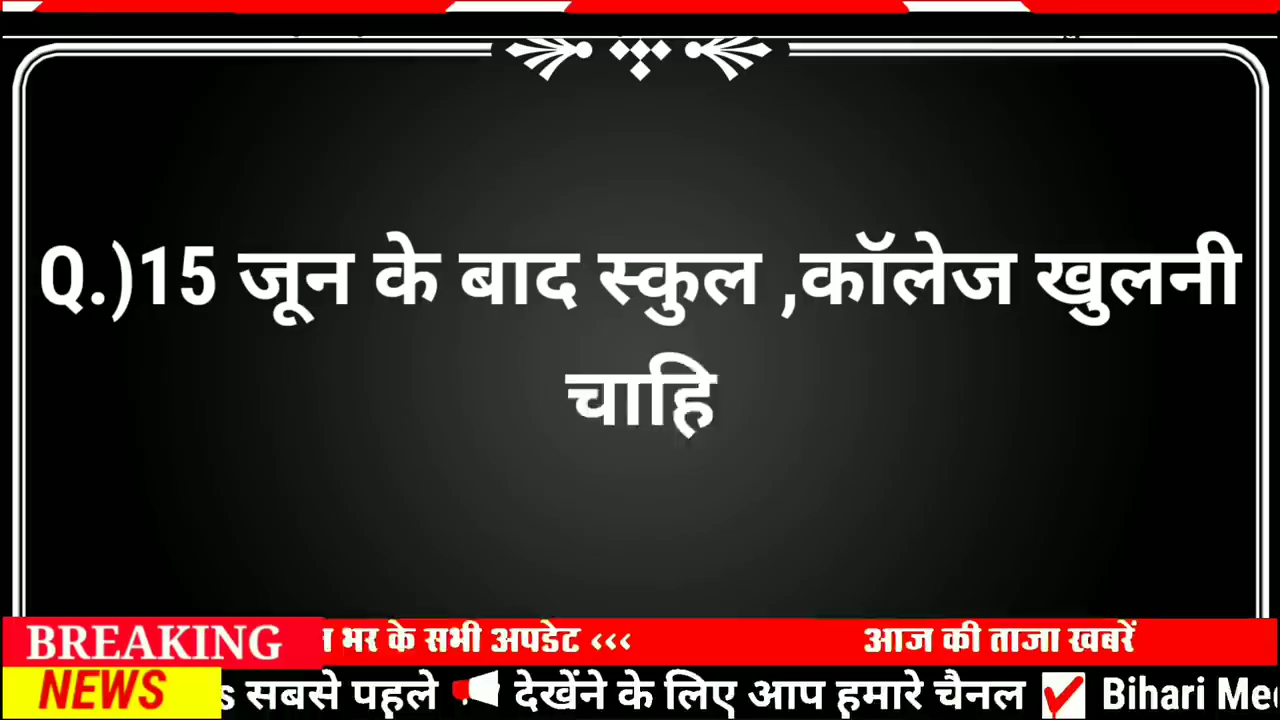 Q.)15 जून के बाद स्कुल ,कॉलेज खुलनी
चाहि
BREAKING
NEWS
भर के सभी अपडेट ‹‹‹ आज की ताजा खबरें
सबसे पहले देखेंने के लिए आप हमारे चैनल Bihari